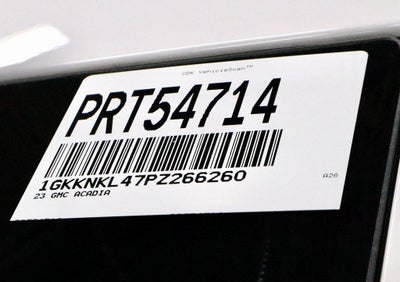 CDK VehicleScan™
PRT54714
1GKKNKL47PZ266260
23 GMC ACADIA
A26